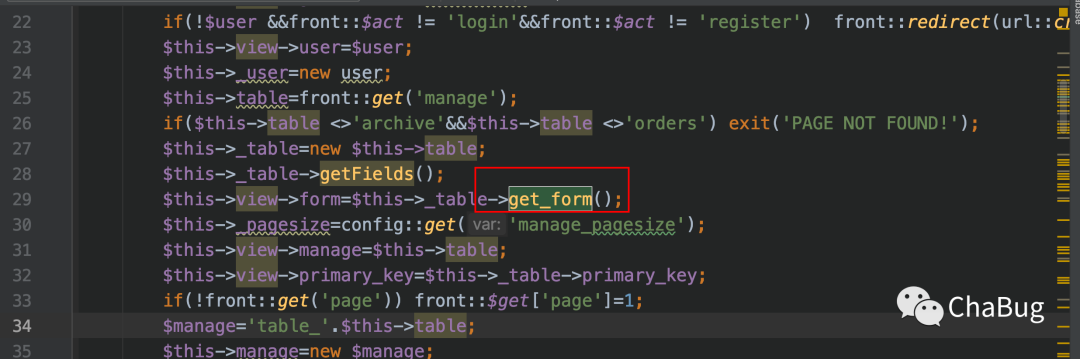 22 if(!$user &&front::$act != 'login'&&front::$act != 'register') front::redirect(url::
23 $this->view->user=$user;
24 $this->_user=new user;
25 $this->table=front::get('manage');
26 if($this->table <>'archive'&&$this->table <>'orders') exit('PAGE NOT FOUND!');
27 $this->_table=new $this->table;
28 $this->_table->getFields();
29 $this->view->form=$this->_table->get_form();
30 $this->_pagesize=config::get( var: 'manage_pagesize');
31 $this->view->manage=$this->table;
32 $this->view->primary_key=$this->_table->primary_key;
33 if(!front::get('page')) front::$get['page']=1;
34 $manage='table_'.$this->table;
35 $this->manage=new $manage;
ChaBug